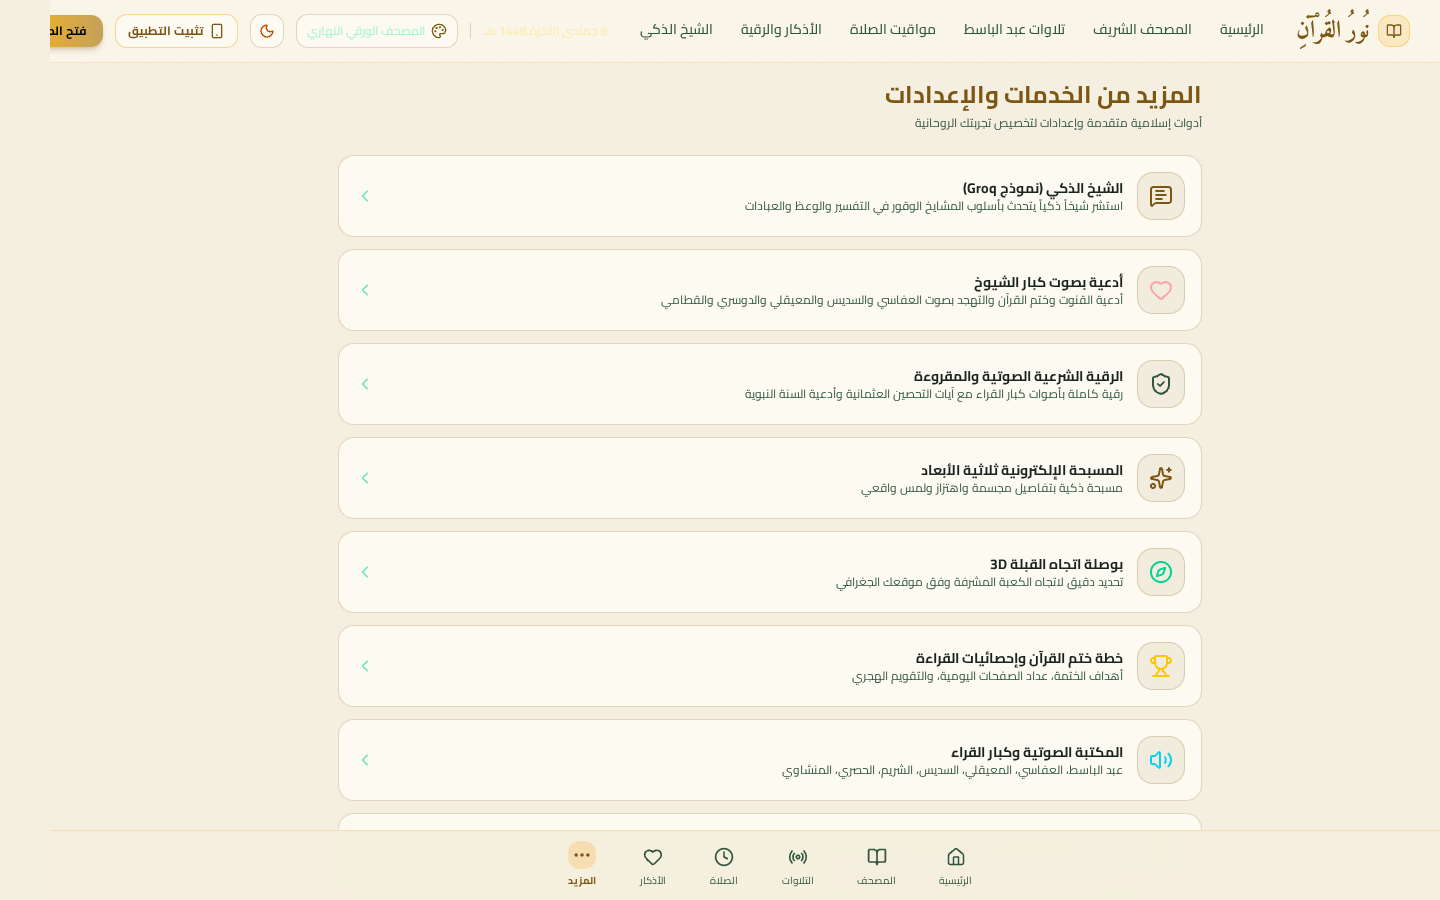 نُورُ القُرآنِ
الرئيسية
المصحف الشريف
تلاوات عبد الباسط
مواقيت الصلاة
الأذكار والرقية
الشيخ الذكي
6 جمادى الآخرة 1448 هـ
المصحف الورقي النهاري
تثبيت التطبيق
فتح
المزيد من الخدمات والإعدادات
أدوات إسلامية متقدمة وإعدادات لتخصيص تجربتك الروحانية
الشيخ الذكي (نموذج Groq)
استشر شيخاً ذكياً يتحدث بأسلوب المشايخ الوقور في التفسير والوعظ والعبادات
أدعية بصوت كبار الشيوخ
أدعية القنوت وختم القرآن والتهجد بصوت العفاسي والسديس والمعيقلي والدوسري والقطامي
الرقية الشرعية الصوتية والمقروءة
رقية كاملة بأصوات كبار القراء مع آيات التحصين العثمانية وأدعية السنة النبوية
المسبحة الإلكترونية ثلاثية الأبعاد
مسبحة ذكية بتفاصيل مجسمة واهتزاز ولمس واقعي
بوصلة اتجاه القبلة 3D
تحديد دقيق لاتجاه الكعبة المشرفة وفق موقعك الجغرافي
خطة ختم القرآن وإحصائيات القراءة
أهداف الختمة، عداد الصفحات اليومية، والتقويم الهجري
المكتبة الصوتية وكبار القراء
عبد الباسط، العفاسي، المعيقلي، السديس، الشريم، الحصري، المنشاوي
الرئيسية
المصحف
التلاوات
الصلاة
الأذكار
المزيد